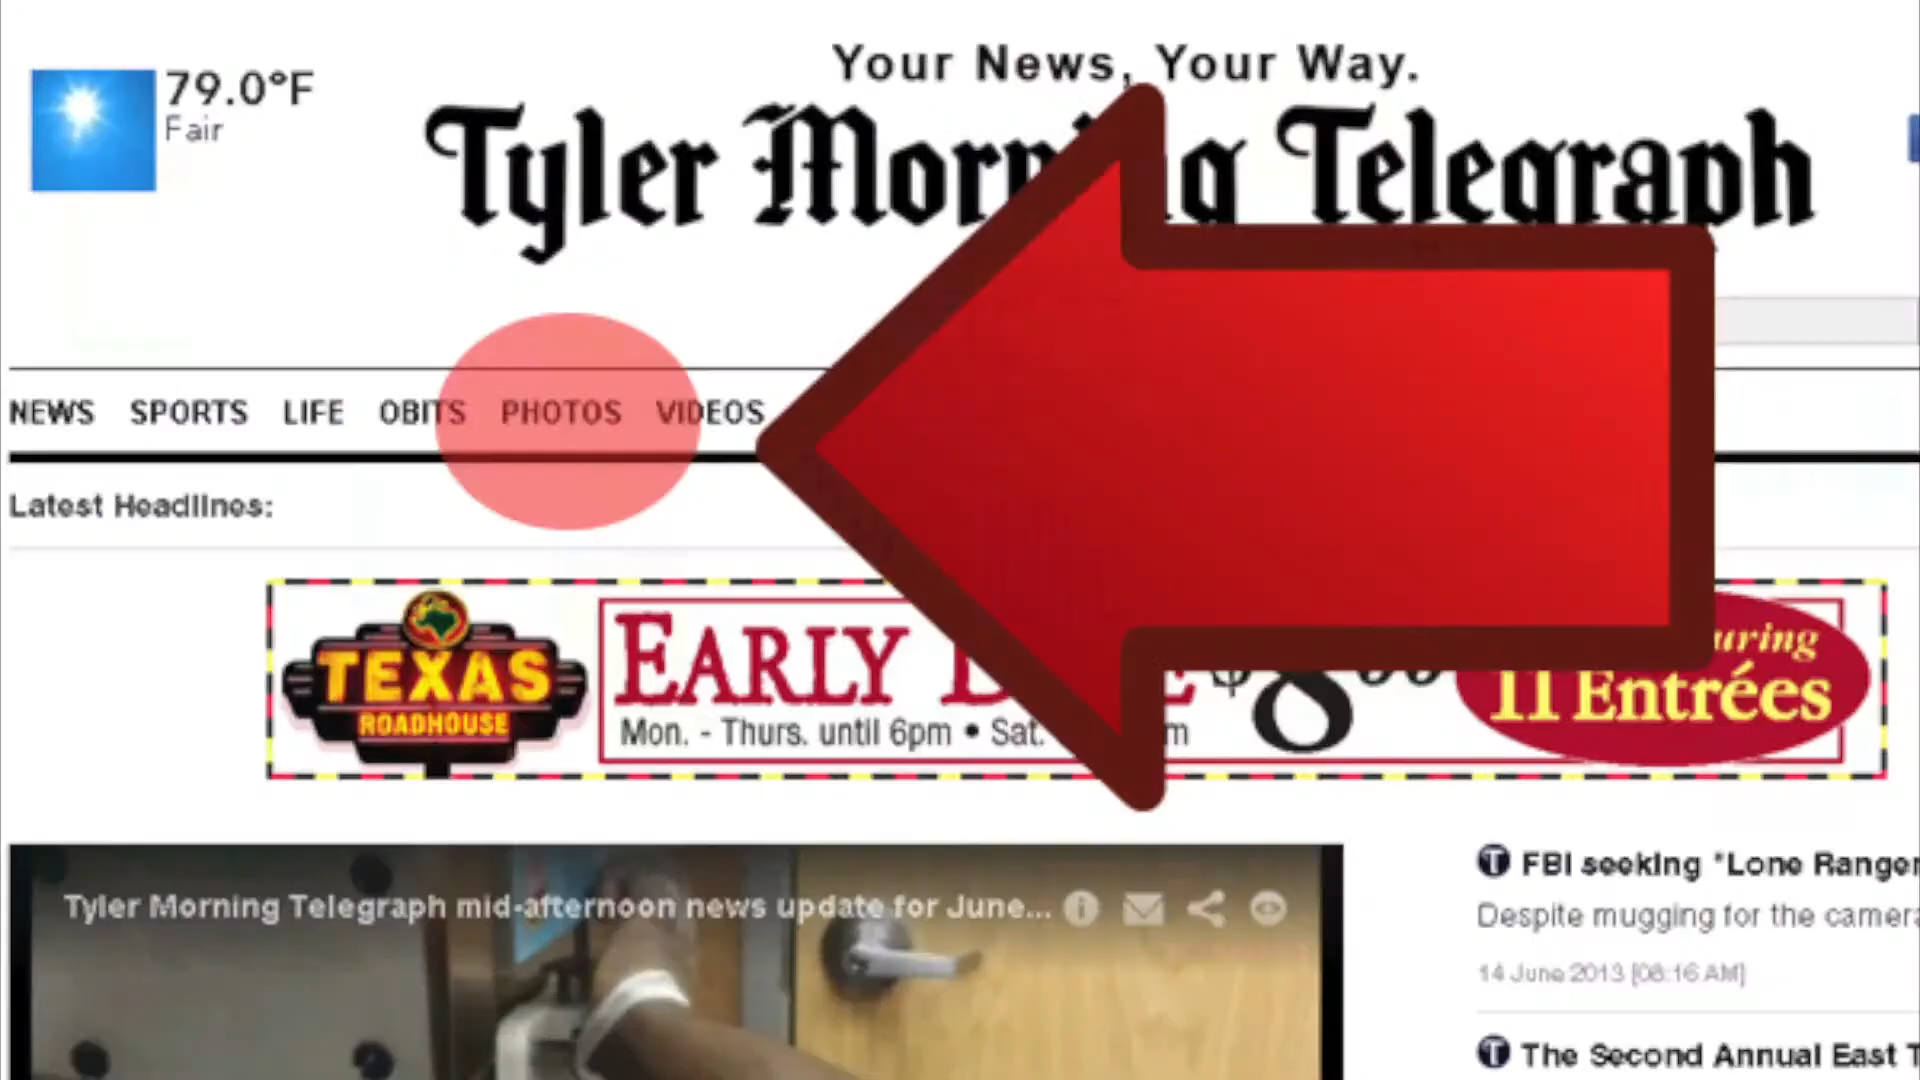 Your News, Your Way.
79.0°F
Fair
Tyler Telegraph
NEWS SPORTS LIFE OBITS PHOTOS VIDEOS
Latest Headlines:
TEXAS
ROADHOUSE
EARLY
Mon. - Thurs. until 6pm • Sat.
$8
11 Entrées
Tyler Morning Telegraph mid-afternoon news update for June...
FBI seeking "Lone Ranger
Despite mugging for the camera
14 June 2013 [08:16 AM]
The Second Annual East T